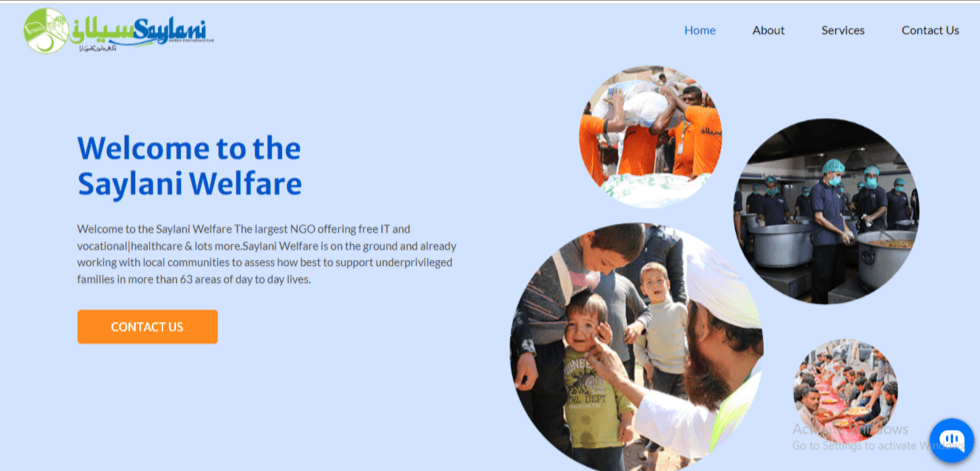 سیلانی Saylani
Home
About
Services
Contact Us
Welcome to the
Saylani Welfare
Welcome to the Saylani Welfare The largest NGO offering free IT and
vocational|healthcare & lots more.Saylani Welfare is on the ground and already
working with local communities to assess how best to support underprivileged
families in more than 63 areas of day to day lives.
CONTACT US
DEPT
Go to Settings to activate